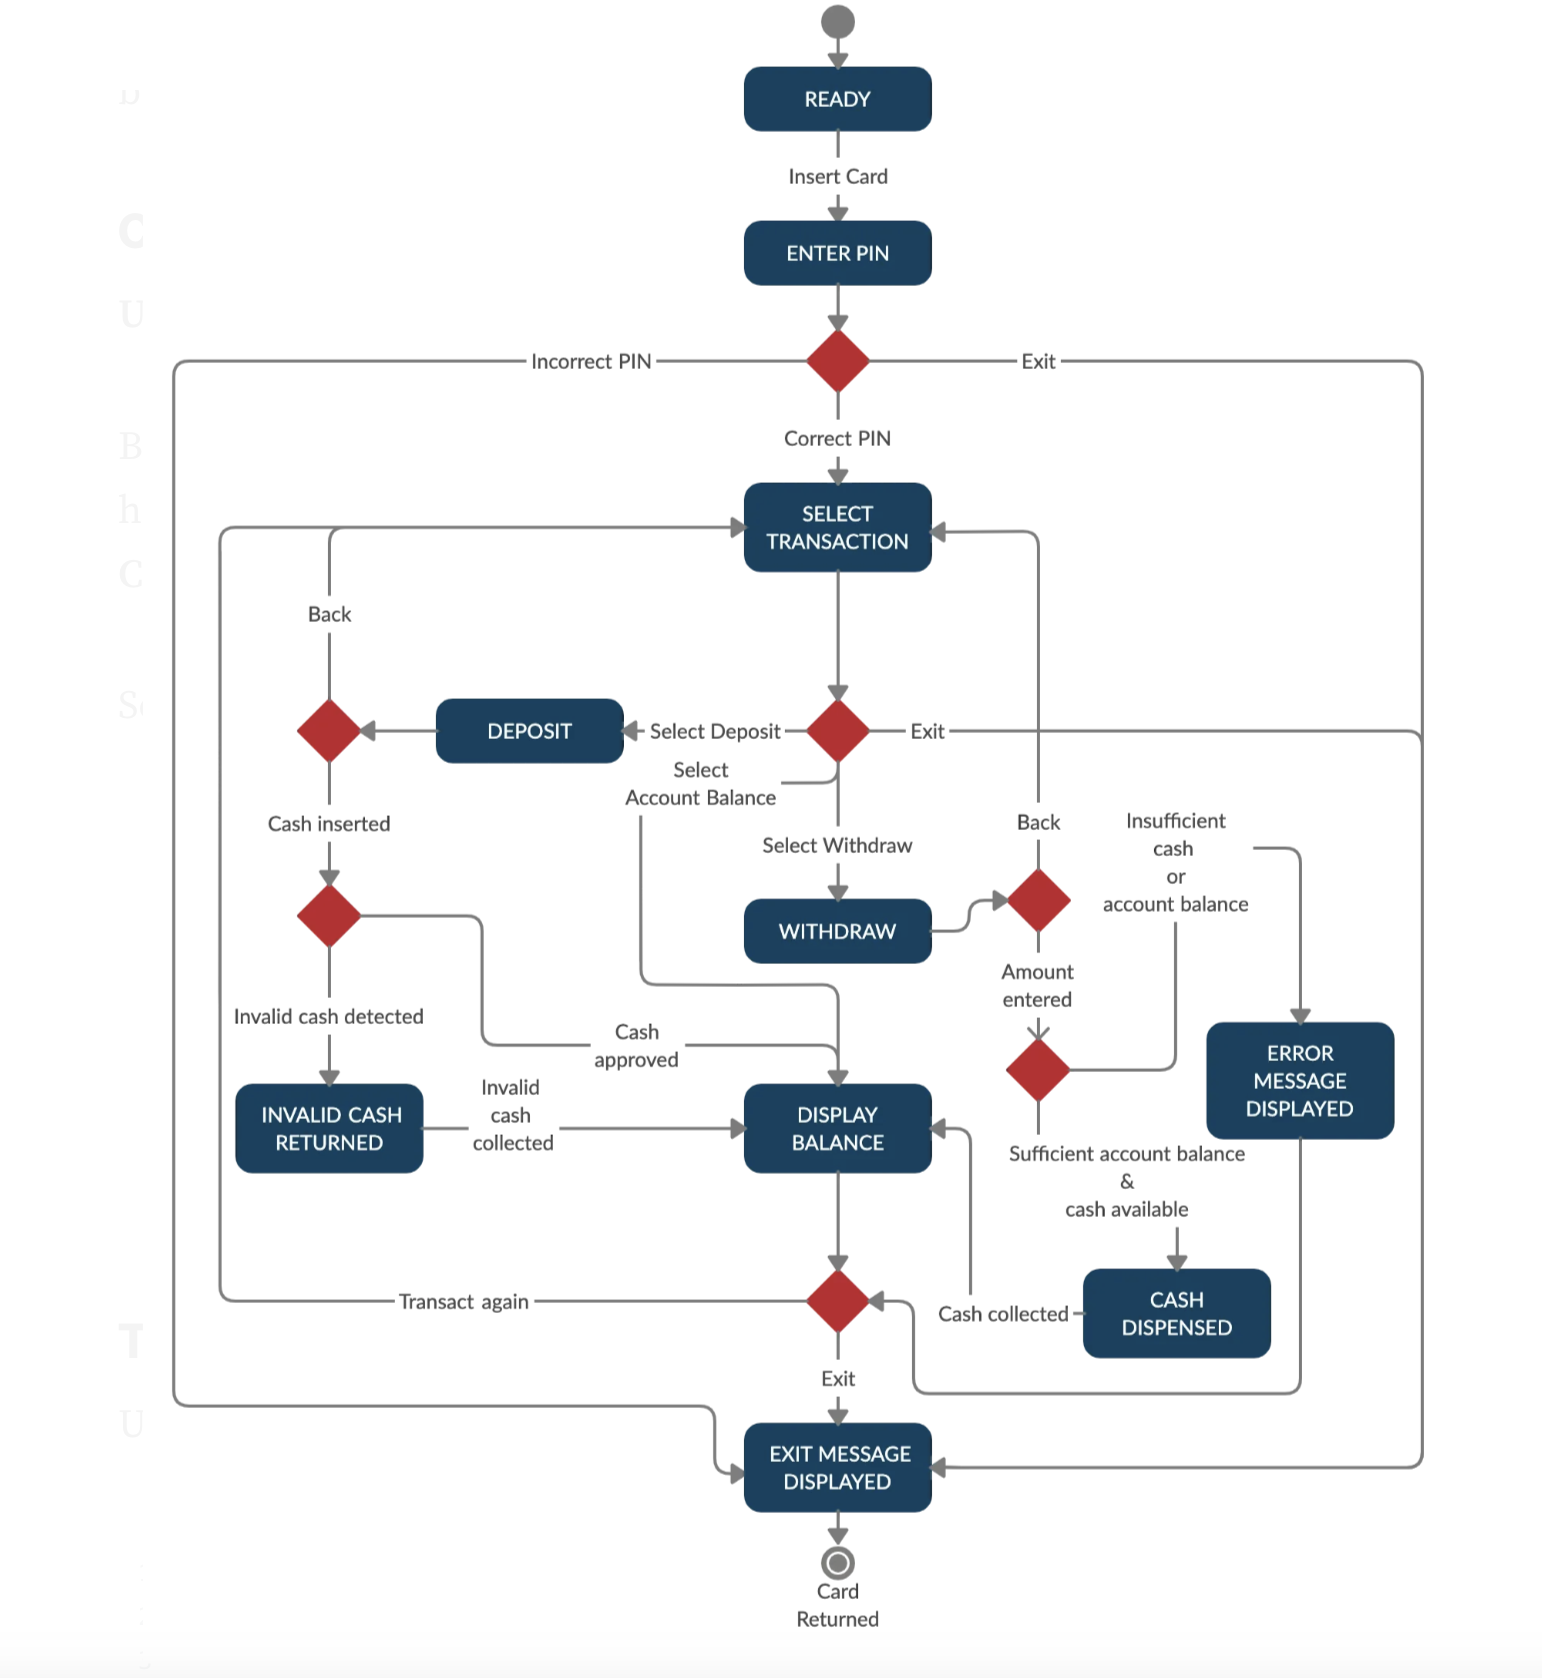 READY
Insert Card
ENTER PIN
Incorrect PIN
Exit
Correct PIN
SELECT
TRANSACTION
Back
DEPOSIT
Select Deposit
Exit
Select
Account Balance
Cash inserted
Select Withdraw
Back
Insufficient
cash
or
account balance
WITHDRAW
Amount
entered
Invalid cash detected
Cash
approved
ERROR
MESSAGE
DISPLAYED
INVALID CASH
RETURNED
Invalid
cash
collected
DISPLAY
BALANCE
Sufficient account balance
&
cash available
Transact again
Cash collected
CASH
DISPENSED
Exit
EXIT MESSAGE
DISPLAYED
Card
Returned